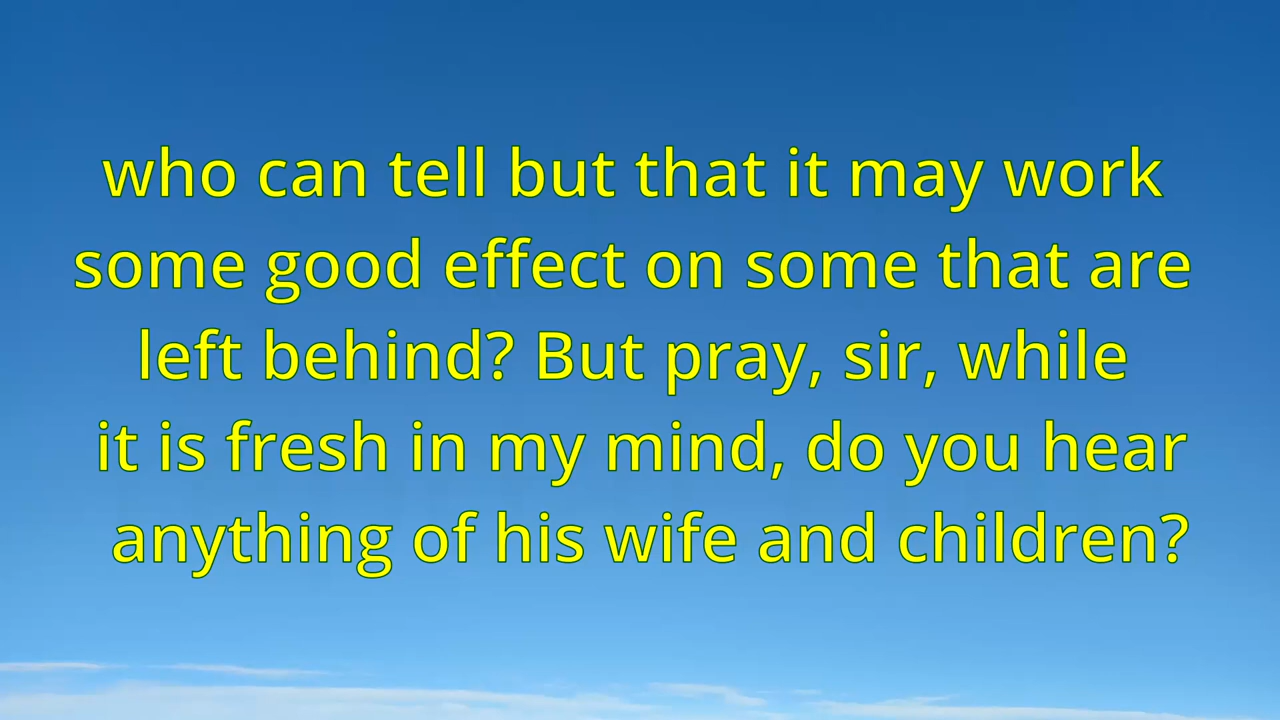 who can tell but that it may work
some good effect on some that are
left behind? But pray, sir, while
it is fresh in my mind, do you hear
anything of his wife and children?